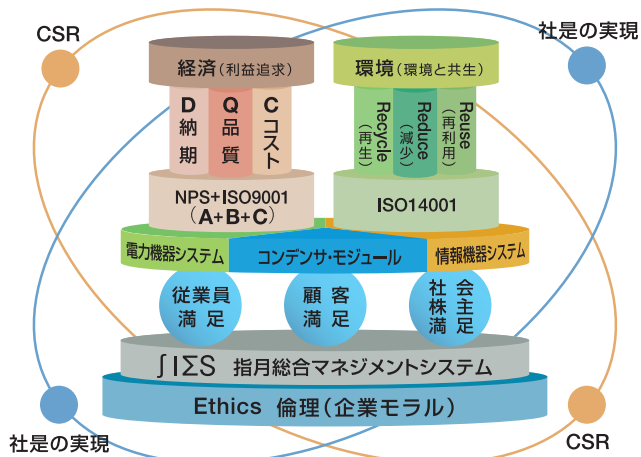 CSR
社是の実現
経済(利益追求)
環境(環境と共生)
D納期
Q品質
Cコスト
Recycle(再生)
Reduce(減少)
Reuse(再利用)
NPS+ISO9001
(A+B+C)
ISO14001
電力機器システム
コンデンサ・モジュール
情報機器システム
従業員
満足
顧客
満足
社会
株主
満足
∫IΣS 指月総合マネジメントシステム
Ethics 倫理(企業モラル)
社是の実現
CSR